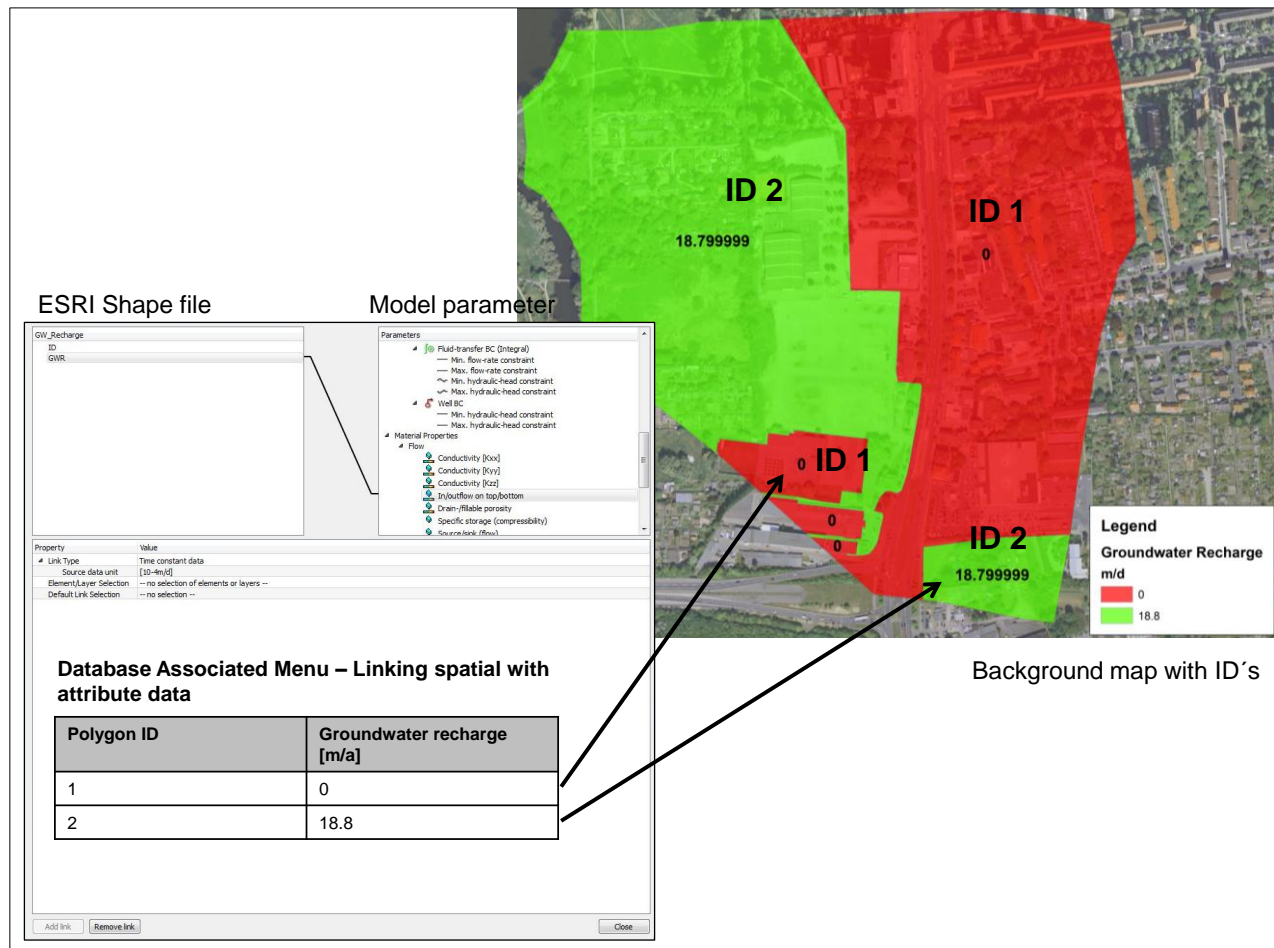 ESRI Shape file
Model parameter
GW_Recharge
ID
GWR
Parameters
Fluid-transfer BC (Integral)
Min. flow-rate constraint
Max. flow-rate constraint
Min. hydraulic-head constraint
Max. hydraulic-head constraint
Well BC
Min. hydraulic-head constraint
Max. hydraulic-head constraint
Material Properties
Flow
Conductivity [Kxx]
Conductivity [Kyy]
Conductivity [Kzz]
In/outflow on top/bottom
Drain-/fillable porosity
Specific storage (compressibility)
Source/sink (flow)
Property Value
Link Type Time constant data
Source data unit [10-4m/d]
Element/Layer Selection -- no selection of elements or layers --
Default Link Selection -- no selection --
Database Associated Menu – Linking spatial with
attribute data
Polygon ID Groundwater recharge
[m/a]
1 0
2 18.8
Add link Remove link Close
ID 2
18.799999
ID 1
0
0 ID 1
0
0
ID 2
18.799999
Legend
Groundwater Recharge
m/d
0
18.8
Background map with ID´s